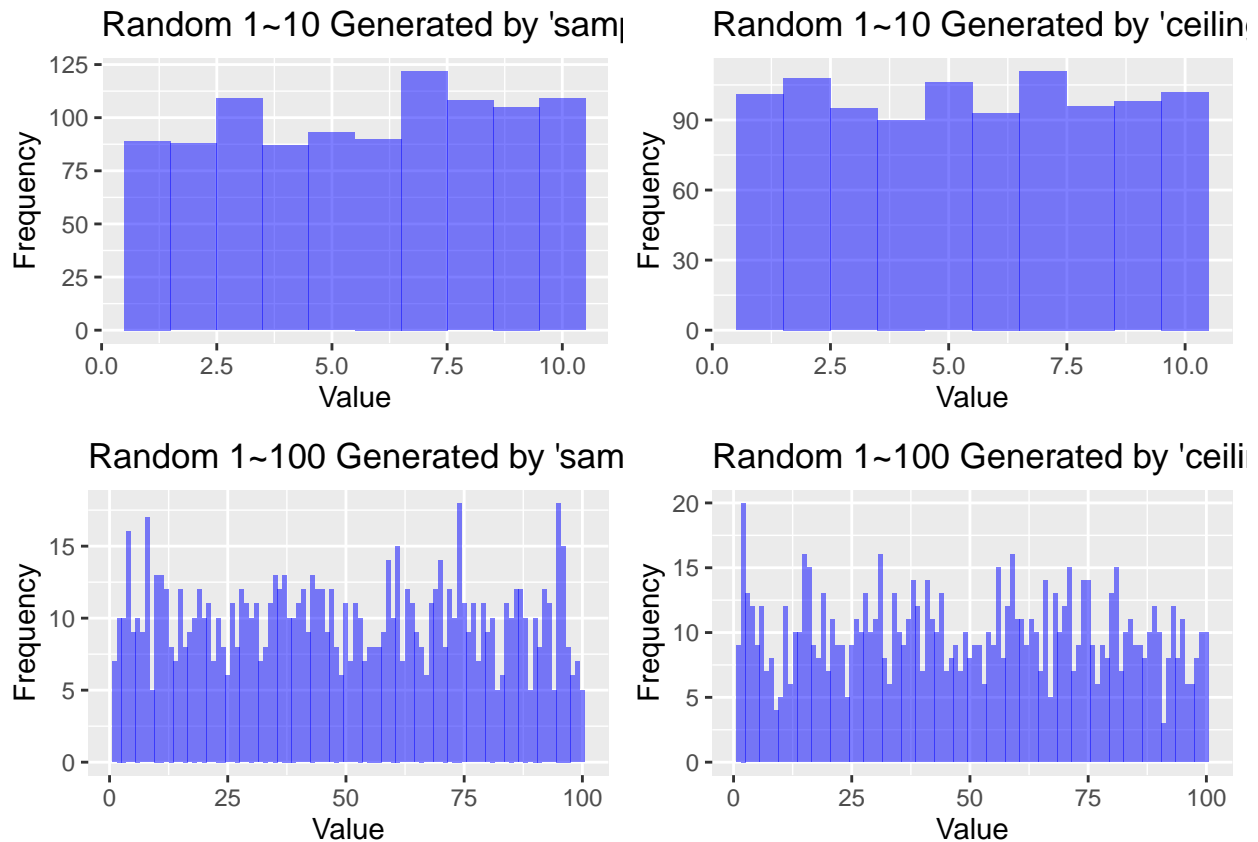 Random 1~10 Generated by 'samp
125
100
75
50
25
0
Frequency
0.0 2.5 5.0 7.5 10.0
Value
Random 1~10 Generated by 'ceiling
90
60
30
0
Frequency
0.0 2.5 5.0 7.5 10.0
Value
Random 1~100 Generated by 'sam
15
10
5
0
Frequency
0 25 50 75 100
Value
Random 1~100 Generated by 'ceili
20
15
10
5
0
Frequency
0 25 50 75 100
Value